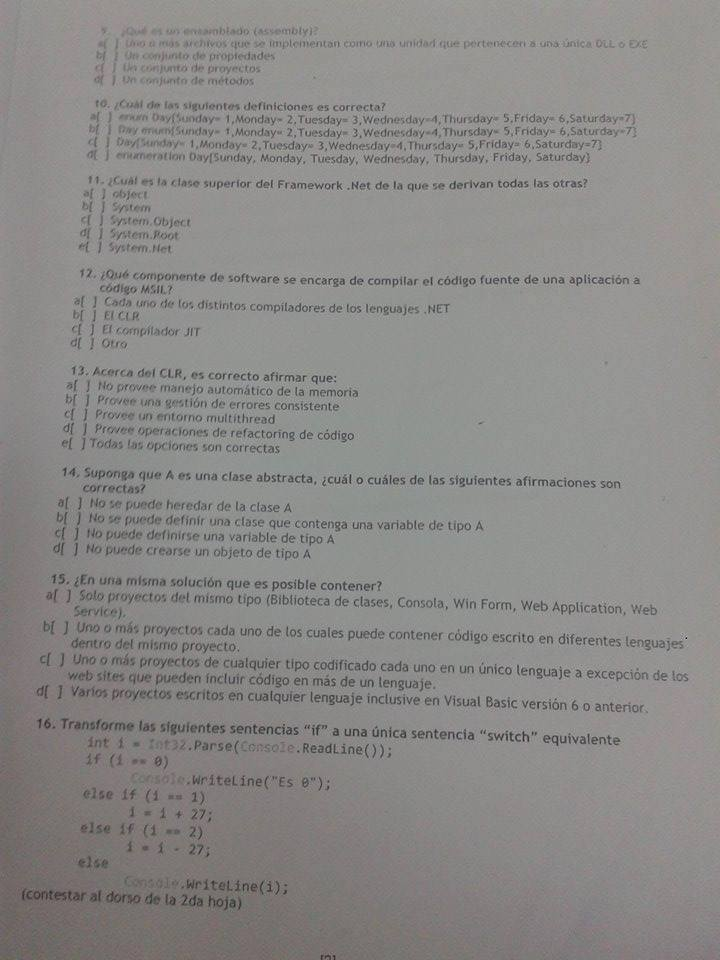 9. ¿Qué es un ensamblado (assembly)?
a[ ] Uno o más archivos que se implementan como una unidad que pertenecen a una única DLL o EXE
b[ ] Un conjunto de propiedades
c[ ] Un conjunto de proyectos
d[ ] Un conjunto de métodos
10. ¿Cuál de las siguientes definiciones es correcta?
a[ ] enum Day{Sunday= 1,Monday= 2,Tuesday= 3,Wednesday=4,Thursday= 5,Friday= 6,Saturday=7}
b[ ] Day enum{Sunday= 1,Monday= 2,Tuesday= 3,Wednesday=4,Thursday= 5,Friday= 6,Saturday=7}
c[ ] Day{Sunday= 1,Monday= 2,Tuesday= 3,Wednesday=4,Thursday= 5,Friday= 6,Saturday=7}
d[ ] enumeration Day{Sunday, Monday, Tuesday, Wednesday, Thursday, Friday, Saturday}
11. ¿Cuál es la clase superior del Framework .Net de la que se derivan todas las otras?
a[ ] object
b[ ] System
c[ ] System.Object
d[ ] System.Root
e[ ] System.Net
12. ¿Qué componente de software se encarga de compilar el código fuente de una aplicación a
código MSIL?
a[ ] Cada uno de los distintos compiladores de los lenguajes .NET
b[ ] El CLR
c[ ] El compilador JIT
d[ ] Otro
13. Acerca del CLR, es correcto afirmar que:
a[ ] No provee manejo automático de la memoria
b[ ] Provee una gestión de errores consistente
c[ ] Provee un entorno multithread
d[ ] Provee operaciones de refactoring de código
e[ ] Todas las opciones son correctas
14. Suponga que A es una clase abstracta, ¿cuál o cuáles de las siguientes afirmaciones son
correctas?
a[ ] No se puede heredar de la clase A
b[ ] No se puede definir una clase que contenga una variable de tipo A
c[ ] No puede definirse una variable de tipo A
d[ ] No puede crearse un objeto de tipo A
15. ¿En una misma solución que es posible contener?
a[ ] Solo proyectos del mismo tipo (Biblioteca de clases, Consola, Win Form, Web Application, Web
Service).
b[ ] Uno o más proyectos cada uno de los cuales puede contener código escrito en diferentes lenguajes
dentro del mismo proyecto.
c[ ] Uno o más proyectos de cualquier tipo codificado cada uno en un único lenguaje a excepción de los
web sites que pueden incluir código en más de un lenguaje.
d[ ] Varios proyectos escritos en cualquier lenguaje inclusive en Visual Basic versión 6 o anterior.
16. Transforme las siguientes sentencias "if" a una única sentencia "switch" equivalente
int i = Int32.Parse(Console.ReadLine());
if (i == 0)
Console.WriteLine("Es 0");
else if (i == 1)
i = i + 27;
else if (i == 2)
i = i - 27;
else
Console.WriteLine(i);
(contestar al dorso de la 2da hoja)